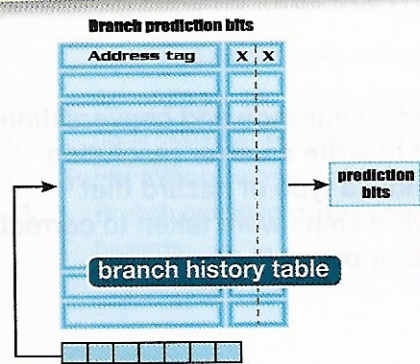 Branch prediction bits
Address tag X X
prediction
bits
branch history table